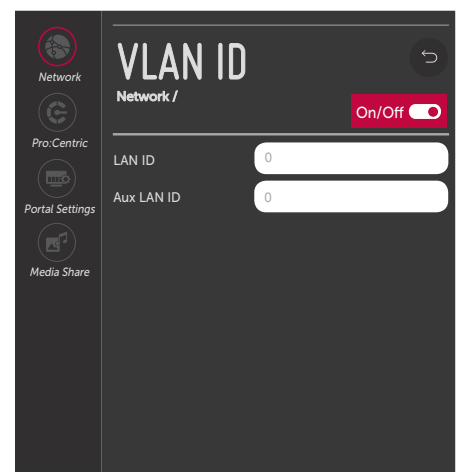 Network
Pro:Centric
Portal Settings
Media Share
VLAN ID
Network /
On/Off
LAN ID
0
Aux LAN ID
0